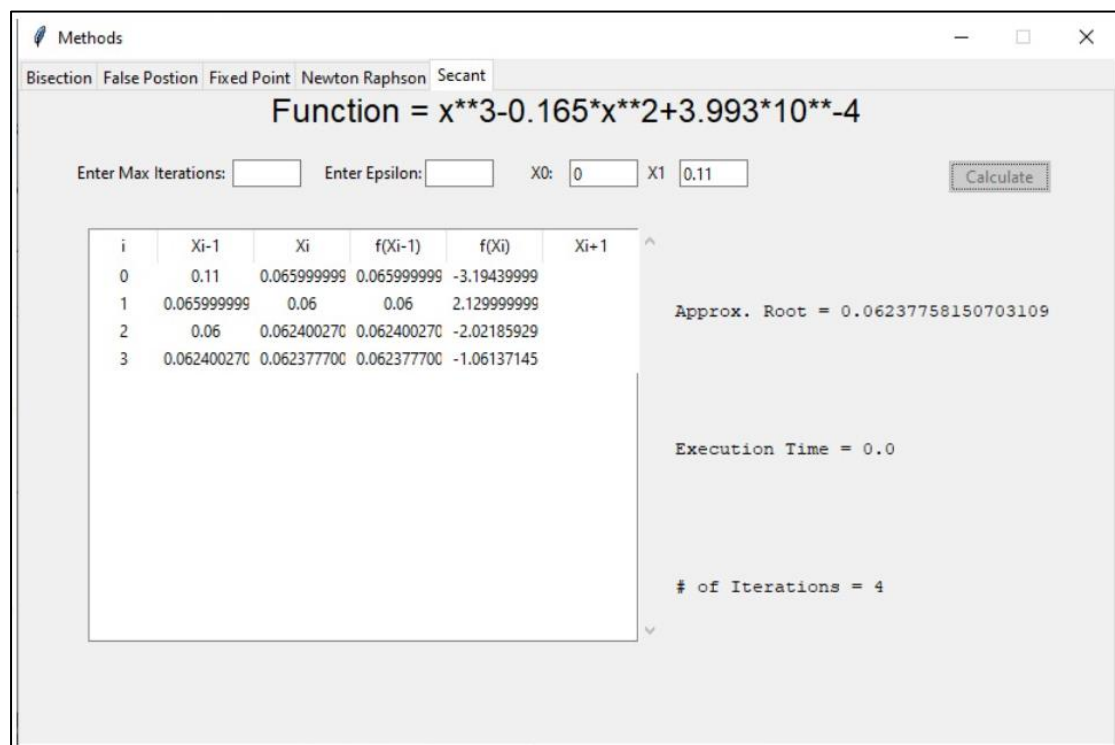 Methods
Bisection False Postion Fixed Point Newton Raphson Secant
Function = x**3-0.165*x**2+3.993*10**-4
Enter Max Iterations: Enter Epsilon: X0: 0 X1 0.11 Calculate
i Xi-1 Xi f(Xi-1) f(Xi) Xi+1
0 0.11 0.065999999 0.065999999 -3.19439999
1 0.065999999 0.06 0.06 2.129999999
2 0.06 0.062400270 0.062400270 -2.02185929
3 0.062400270 0.062377700 0.062377700 -1.06137145
Approx. Root = 0.06237758150703109
Execution Time = 0.0
# of Iterations = 4